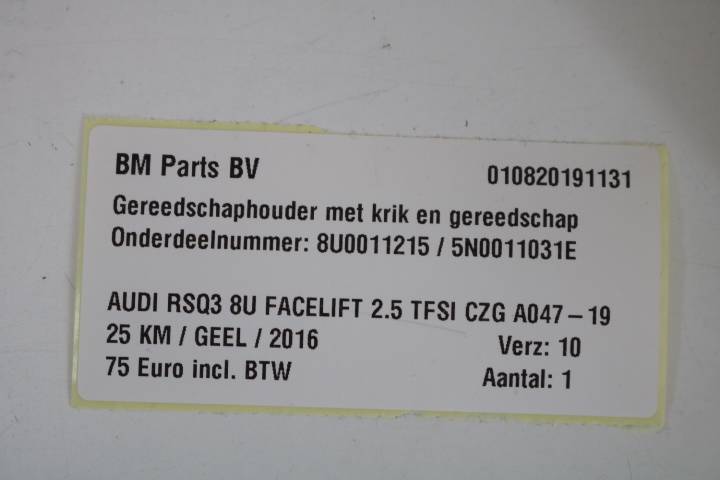 BM Parts BV 010820191131
Gereedschaphouder met krik en gereedschap
Onderdeelnummer: 8U0011215 / 5N0011031E
AUDI RSQ3 8U FACELIFT 2.5 TFSI CZG A047-19
25 KM / GEEL / 2016 Verz: 10
75 Euro incl. BTW Aantal: 1